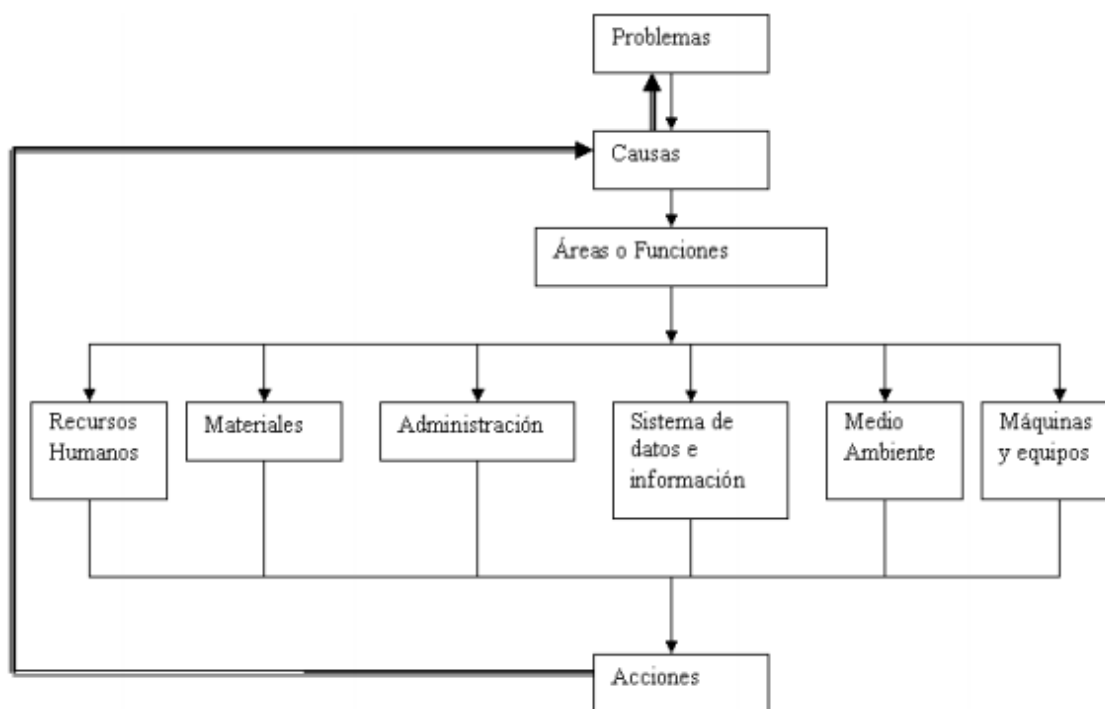 Problemas
Causas
Áreas o Funciones
Recursos
Humanos
Materiales
Administración
Sistema de
datos e
información
Medio
Ambiente
Máquinas
y equipos
Acciones